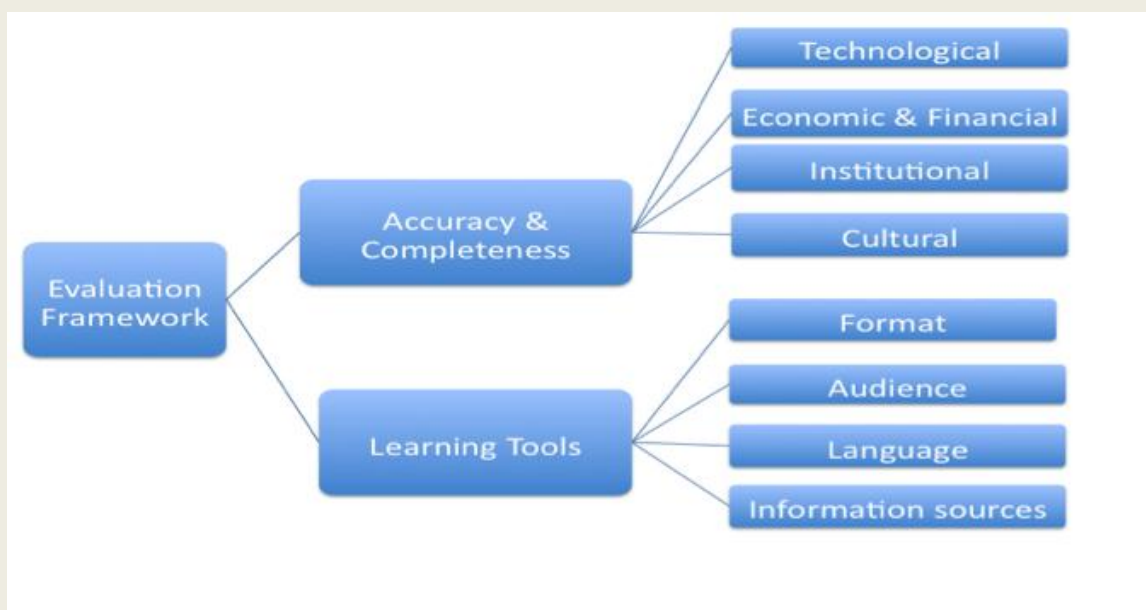 Evaluation
Framework
Accuracy &
Completeness
Technological
Economic & Financial
Institutional
Cultural
Learning Tools
Format
Audience
Language
Information sources